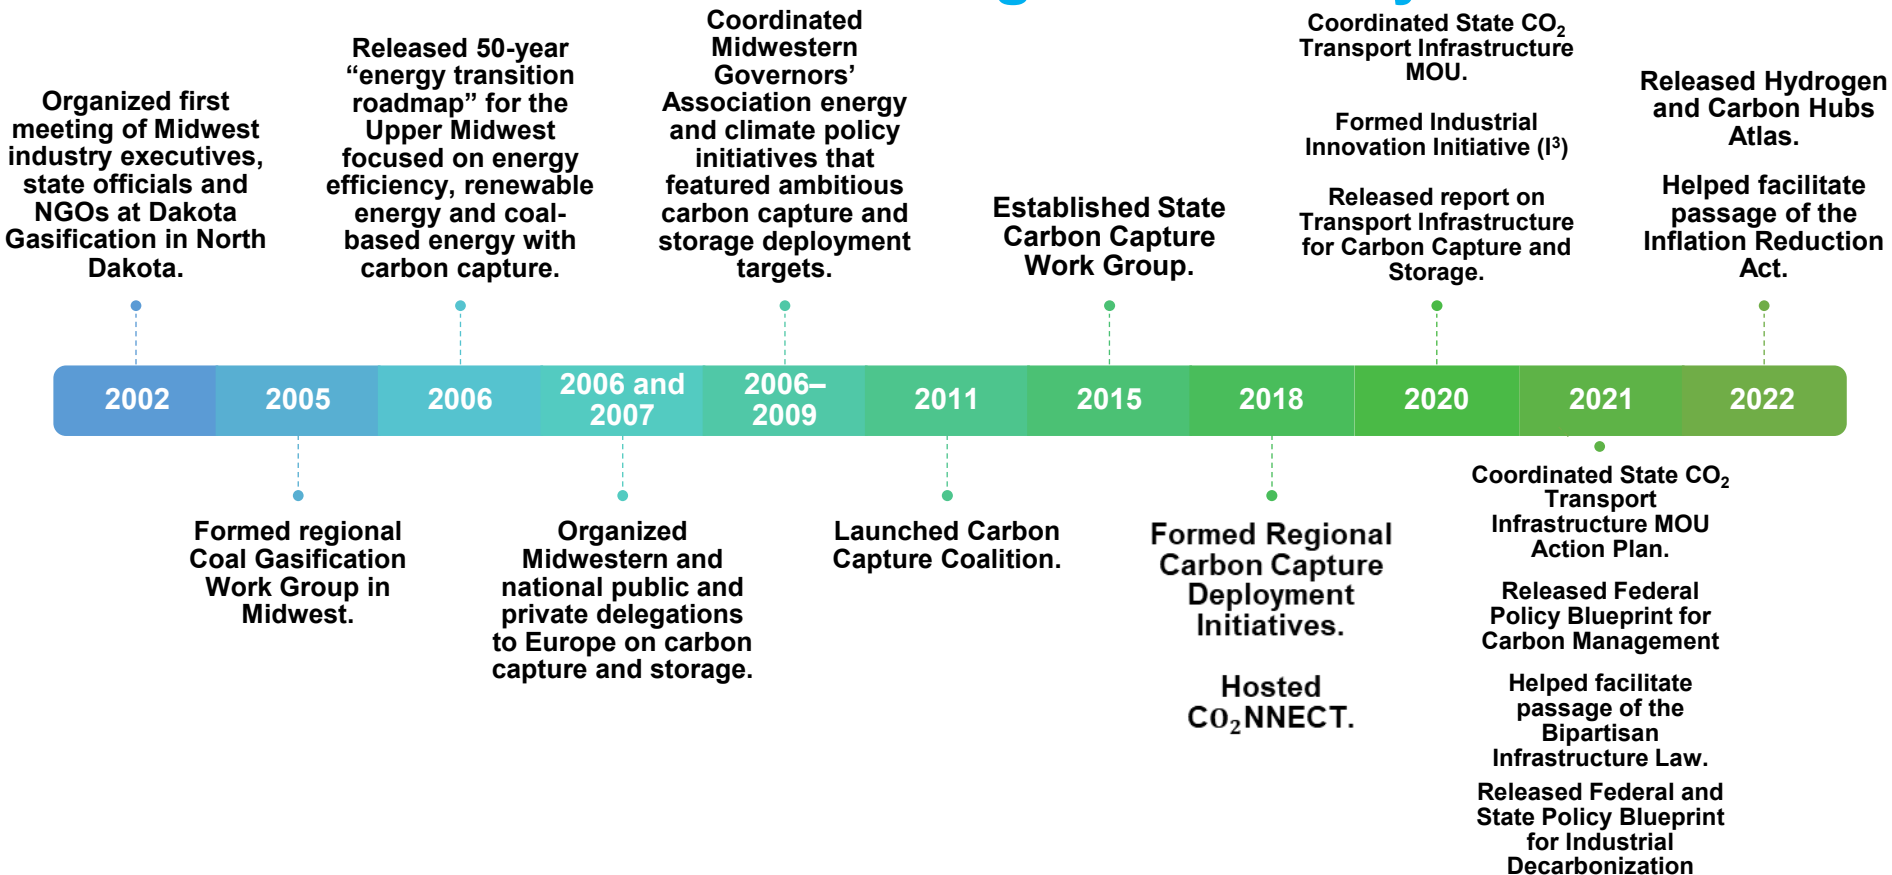 Organized first
meeting of Midwest
industry executives,
state officials and
NGOs at Dakota
Gasification in North
Dakota.
Released 50-year
“energy transition
roadmap” for the
Upper Midwest
focused on energy
efficiency, renewable
energy and coal-
based energy with
carbon capture.
Coordinated
Midwestern
Governors’
Association energy
and climate policy
initiatives that
featured ambitious
carbon capture and
storage deployment
targets.
Established State
Carbon Capture
Work Group.
Coordinated State CO₂
Transport Infrastructure
MOU.
Formed Industrial
Innovation Initiative (I³)
Released report on
Transport Infrastructure
for Carbon Capture and
Storage.
Released Hydrogen
and Carbon Hubs
Atlas.
Helped facilitate
passage of the
Inflation Reduction
Act.
2002
2005
2006
2006 and
2007
2006–
2009
2011
2015
2018
2020
2021
2022
Formed regional
Coal Gasification
Work Group in
Midwest.
Organized
Midwestern and
national public and
private delegations
to Europe on carbon
capture and storage.
Launched Carbon
Capture Coalition.
Formed Regional
Carbon Capture
Deployment
Initiatives.
Hosted
CO₂NNECT.
Coordinated State CO₂
Transport
Infrastructure MOU
Action Plan.
Released Federal
Policy Blueprint for
Carbon Management
Helped facilitate
passage of the
Bipartisan
Infrastructure Law.
Released Federal and
State Policy Blueprint
for Industrial
Decarbonization